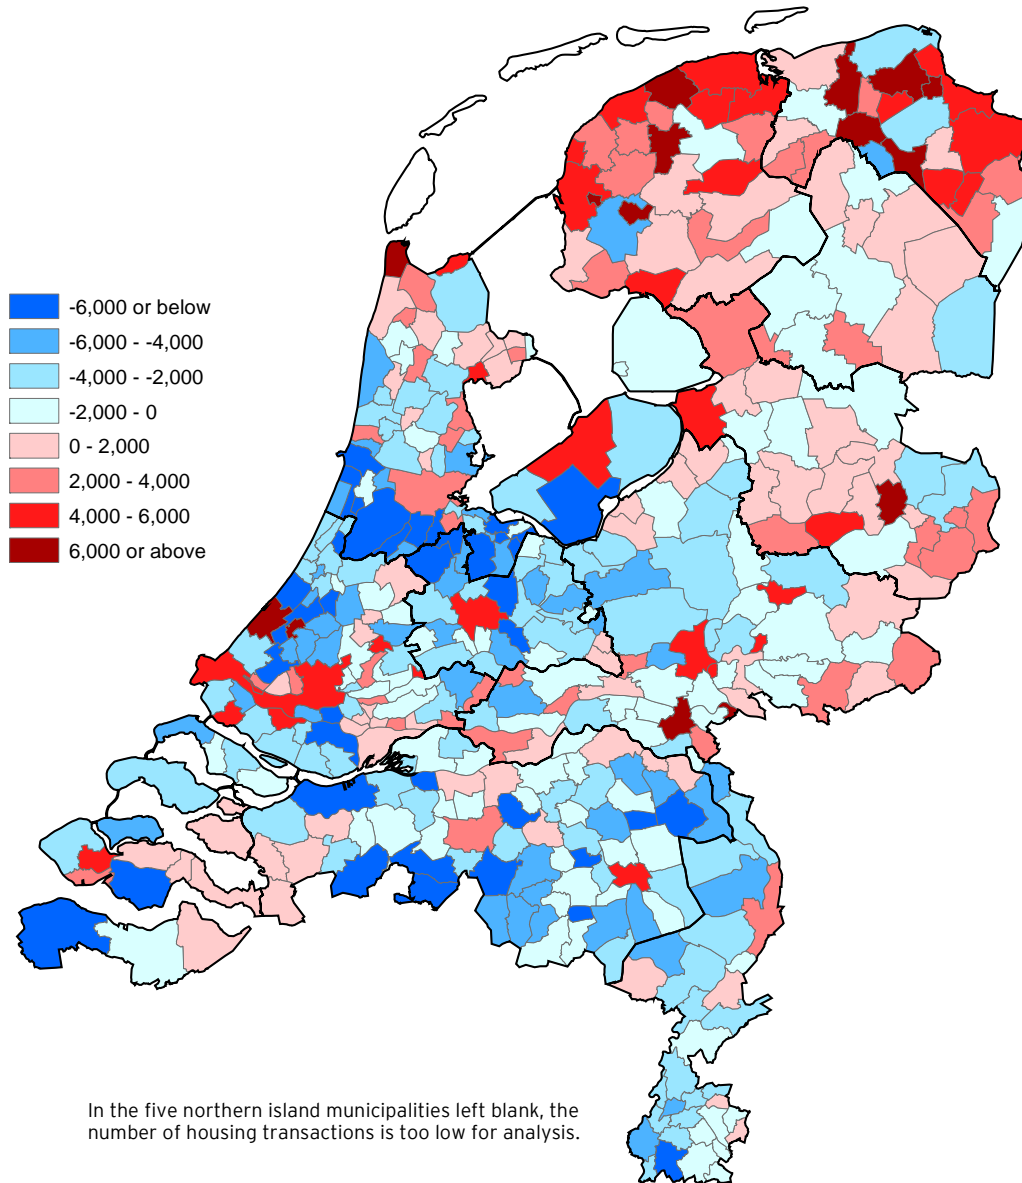 -6,000 or below
-6,000 - -4,000
-4,000 - -2,000
-2,000 - 0
0 - 2,000
2,000 - 4,000
4,000 - 6,000
6,000 or above
In the five northern island municipalities left blank, the
number of housing transactions is too low for analysis.